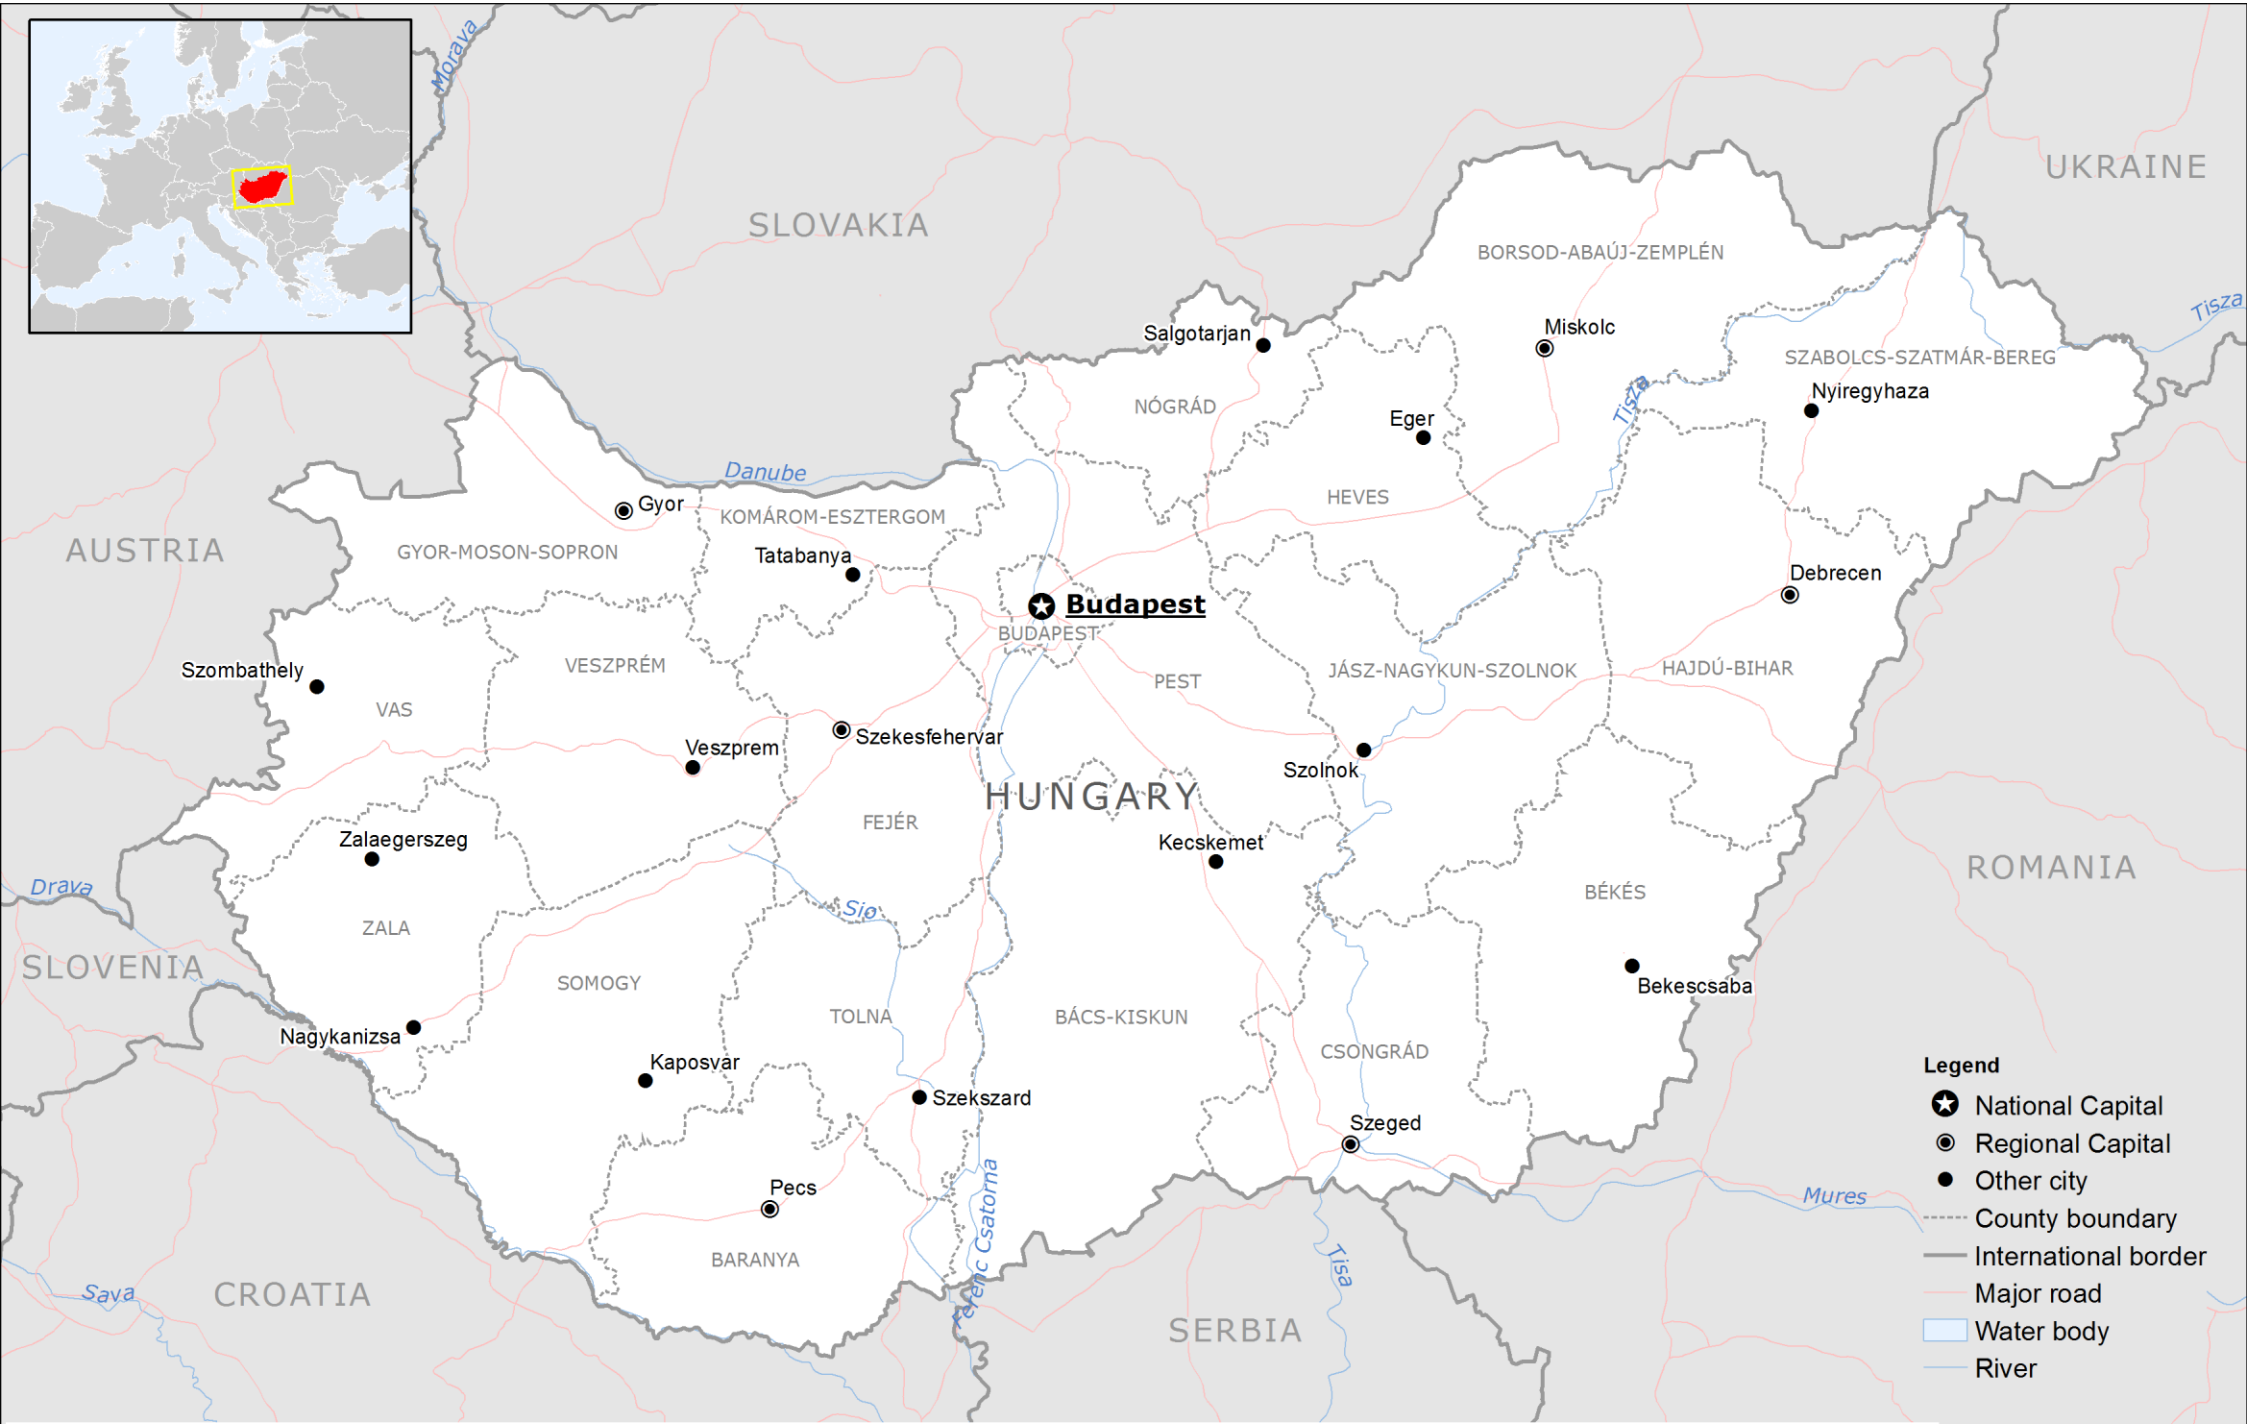 Morava
UKRAINE
SLOVAKIA
BORSOD-ABAÚJ-ZEMPLÉN
Tisza
Miskolc
Salgotarjan
SZABOLCS-SZATMÁR-BEREG
Nyiregyhaza
Tisza
NÓGRÁD
Eger
Danube
HEVES
Gyor
KOMÁROM-ESZTERGOM
AUSTRIA
GYOR-MOSON-SOPRON
Tatabanya
Debrecen
Budapest
BUDAPEST
Szombathely
VESZPRÉM
PEST
JÁSZ-NAGYKUN-SZOLNOK
HAJDÚ-BIHAR
VAS
Veszprem
Szekesfehervar
Szolnok
HUNGARY
FEJÉR
Zalaegerszeg
Kecskemet
ROMANIA
Drava
BÉKÉS
Sio
ZALA
SLOVENIA
SOMOGY
Bekescsaba
TOLNA
BÁCS-KISKUN
Nagykanizsa
CSONGRÁD
Kaposvar
Szekszard
Szeged
Pecs
Mures
BARANYA
Ferenc Csatorna
Tisa
Sava
CROATIA
SERBIA
Legend
National Capital
Regional Capital
Other city
County boundary
International border
Major road
Water body
River